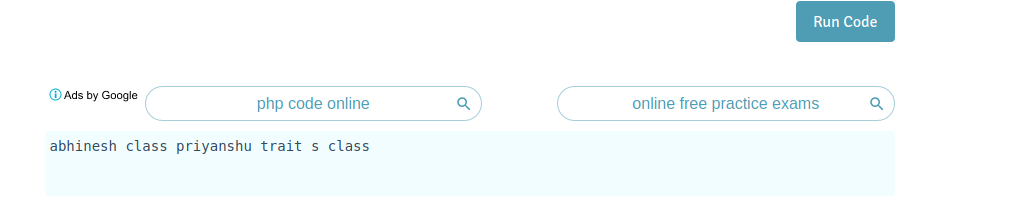 Run Code
Ads by Google
php code online
online free practice exams
abhinesh class priyanshu trait s class